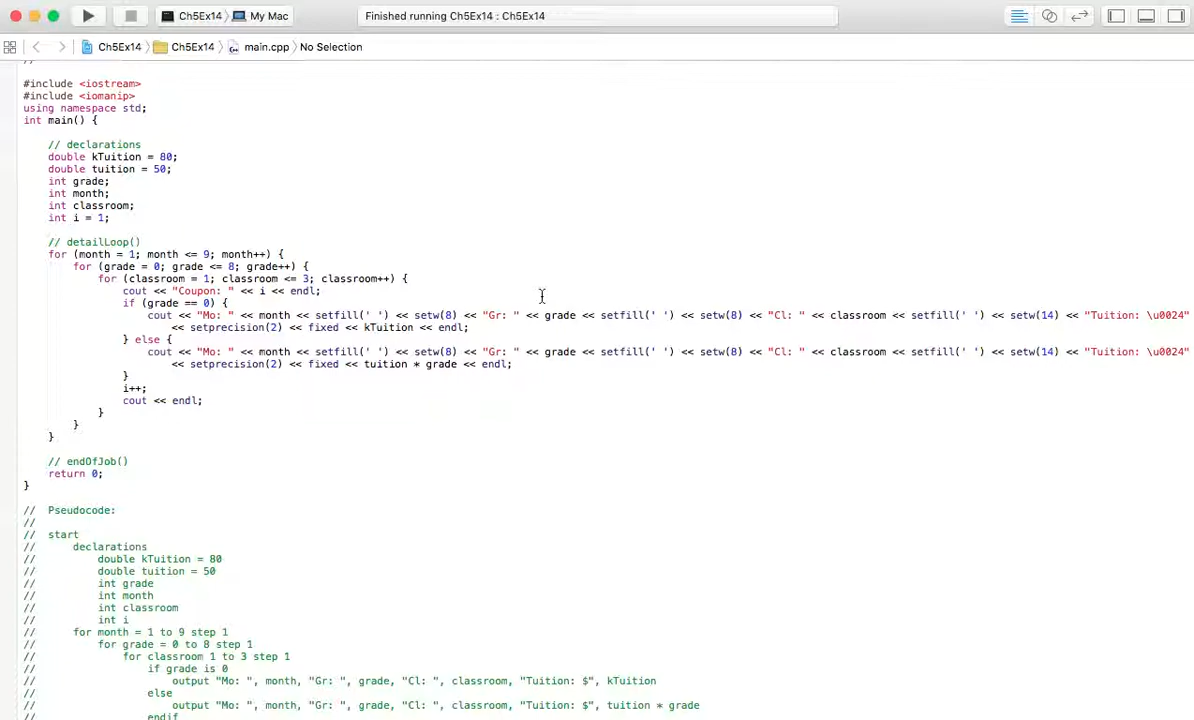 Ch5Ex14 〉 My Mac
Finished running Ch5Ex14 : Ch5Ex14
Ch5Ex14 〉 Ch5Ex14 〉 main.cpp 〉 No Selection
//
#include <iostream>
#include <iomanip>
using namespace std;
int main() {
// declarations
double kTuition = 80;
double tuition = 50;
int grade;
int month;
int classroom;
int i = 1;
// detailLoop()
for (month = 1; month <= 9; month++) {
for (grade = 0; grade <= 8; grade++) {
for (classroom = 1; classroom <= 3; classroom++) {
cout << "Coupon: " << i << endl;
if (grade == 0) {
cout << "Mo: " << month << setfill(' ') << setw(8) << "Gr: " << grade << setfill(' ') << setw(8) << "Cl: " << classroom << setfill(' ') << setw(14) << "Tuition: \u0024"
<< setprecision(2) << fixed << kTuition << endl;
} else {
cout << "Mo: " << month << setfill(' ') << setw(8) << "Gr: " << grade << setfill(' ') << setw(8) << "Cl: " << classroom << setfill(' ') << setw(14) << "Tuition: \u0024"
<< setprecision(2) << fixed << tuition * grade << endl;
}
i++;
cout << endl;
}
}
}
// endOfJob()
return 0;
}
// Pseudocode:
//
// start
// declarations
// double kTuition = 80
// double tuition = 50
// int grade
// int month
// int classroom
// int i
// for month = 1 to 9 step 1
// for grade = 0 to 8 step 1
// for classroom 1 to 3 step 1
// if grade is 0
// output "Mo: ", month, "Gr: ", grade, "Cl: ", classroom, "Tuition: $", kTuition
// else
// output "Mo: ", month, "Gr: ", grade, "Cl: ", classroom, "Tuition: $", tuition * grade
// endif